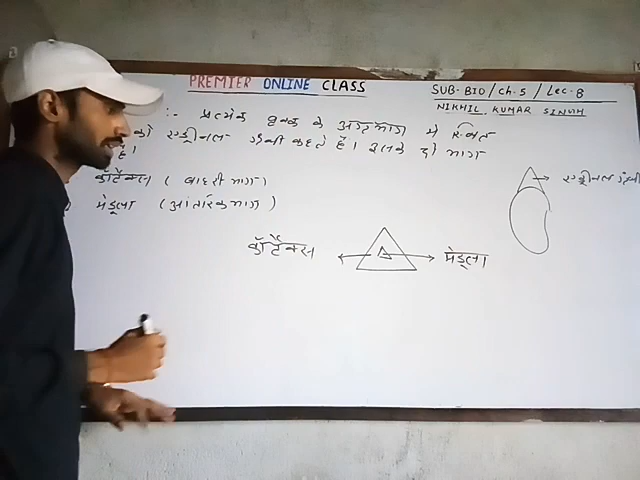 PREMIER ONLINE CLASS
SUB-BIO/Ch-5/Lec-8
NIKHIL KUMAR SINGH
:- प्रत्येक वृक्क के अग्रभाग में स्थित
को एड्रीनल ग्रंथी कहते हैं। इसके दो भाग
है।
कॉर्टेक्स (बाहरी भाग)
मेडूला (आंतरिक भाग)
एड्रीनल ग्रंथी
कॉर्टेक्स
मेडूला